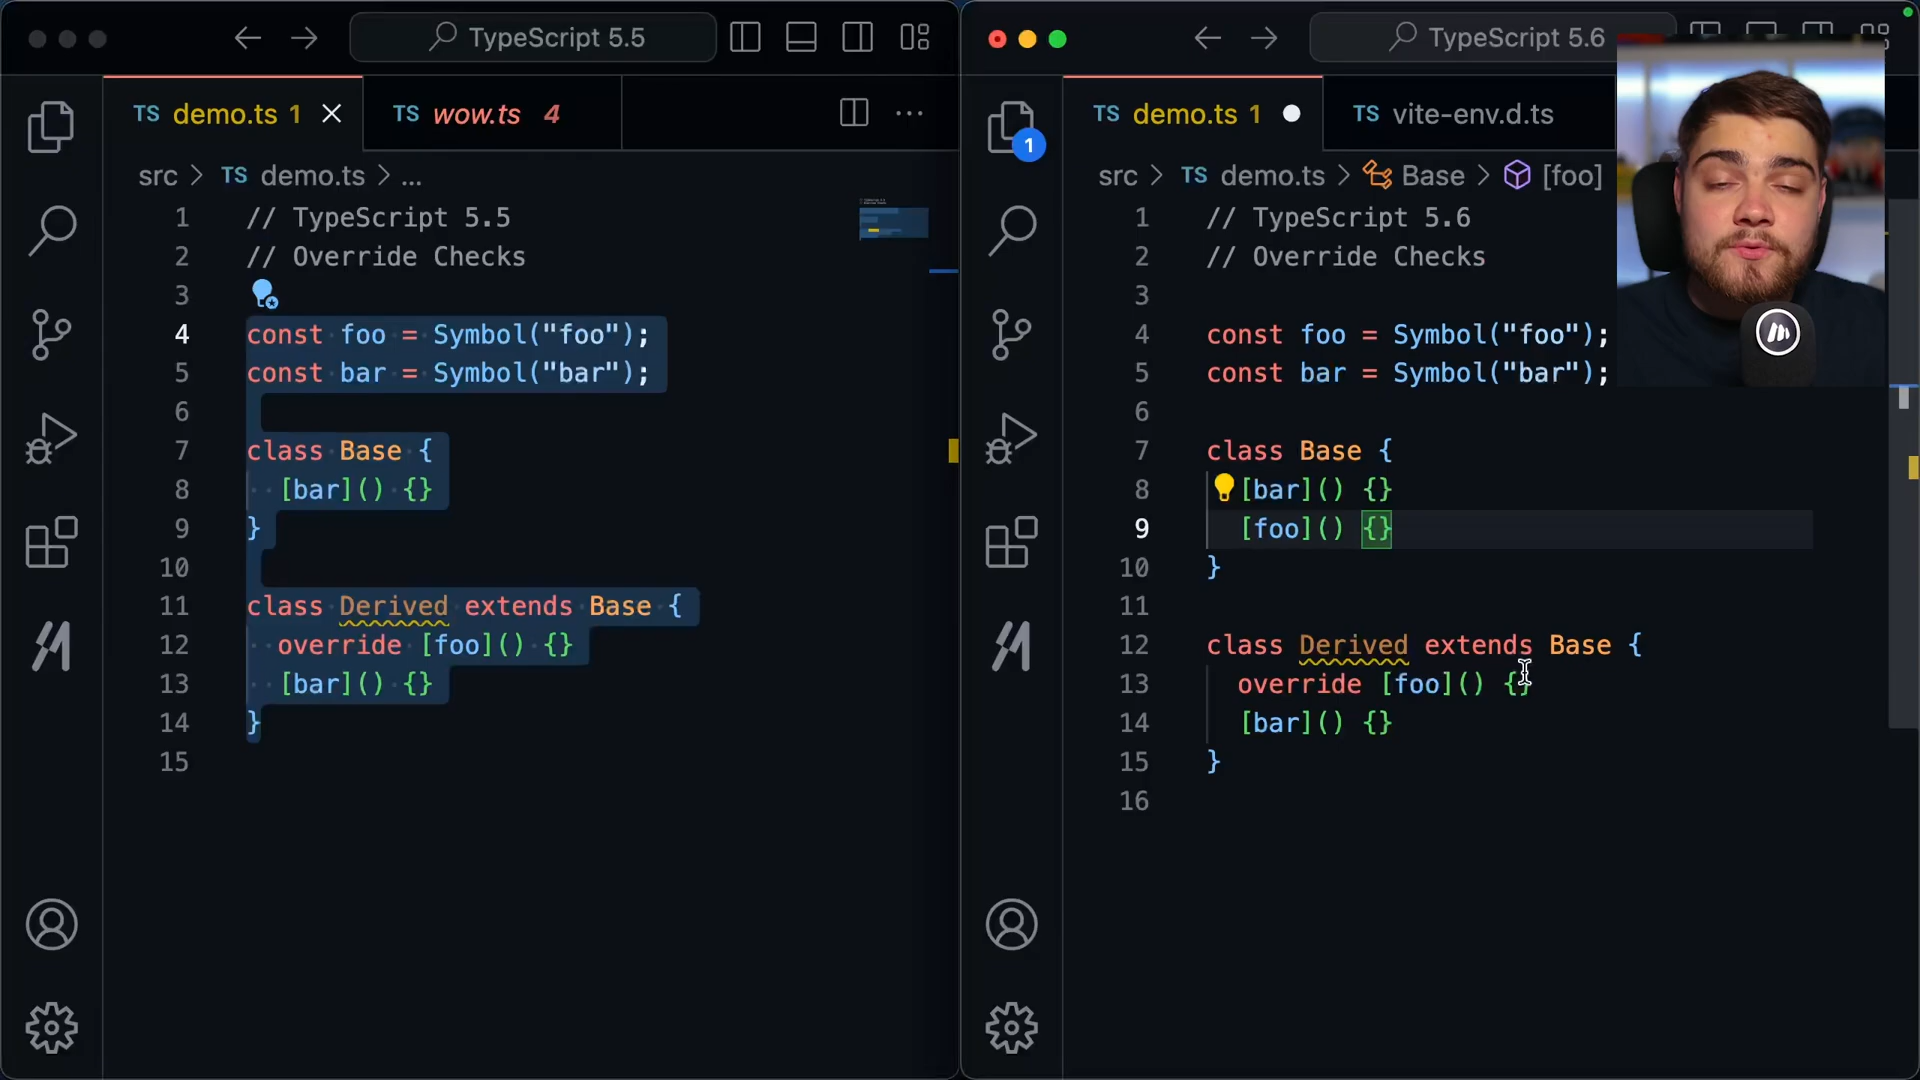 TypeScript 5.5
TS demo.ts 1
TS wow.ts 4
src > TS demo.ts > ...
1 // TypeScript 5.5
2 // Override Checks
3
4 const foo = Symbol("foo");
5 const bar = Symbol("bar");
6
7 class Base {
8 [bar]() {}
9 }
10
11 class Derived extends Base {
12 override [foo]() {}
13 [bar]() {}
14 }
15
TypeScript 5.6
1
TS demo.ts 1
TS vite-env.d.ts
src > TS demo.ts > Base > [foo]
1 // TypeScript 5.6
2 // Override Checks
3
4 const foo = Symbol("foo");
5 const bar = Symbol("bar");
6
7 class Base {
8 [bar]() {}
9 [foo]() {}
10 }
11
12 class Derived extends Base {
13 override [foo]() {}
14 [bar]() {}
15 }
16